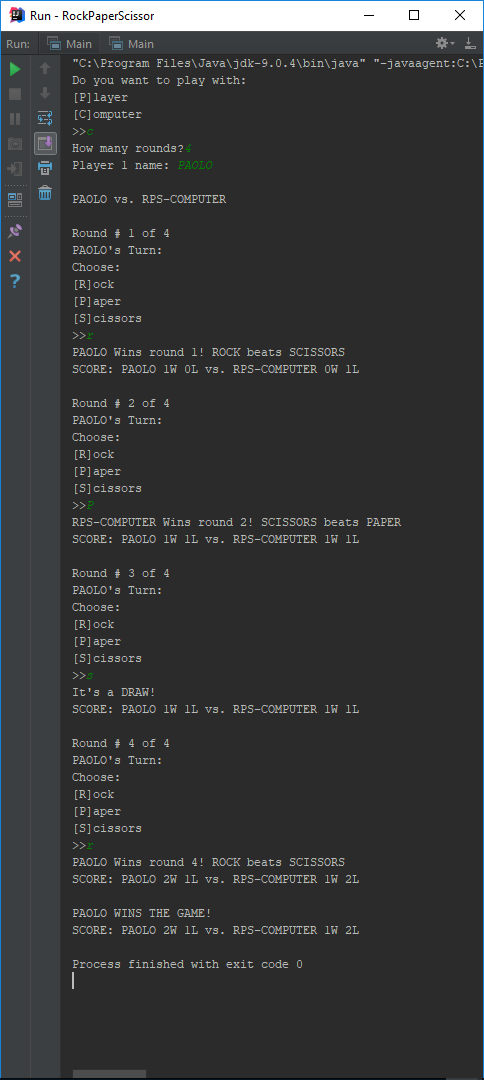 Run - RockPaperScissor
Run: Main Main
"C:\Program Files\Java\jdk-9.0.4\bin\java" "-javaagent:C:\
Do you want to play with:
[P]layer
[C]omputer
>>c
How many rounds?4
Player 1 name: PAOLO
PAOLO vs. RPS-COMPUTER
Round # 1 of 4
PAOLO's Turn:
Choose:
[R]ock
[P]aper
[S]cissors
>>r
PAOLO Wins round 1! ROCK beats SCISSORS
SCORE: PAOLO 1W 0L vs. RPS-COMPUTER 0W 1L
Round # 2 of 4
PAOLO's Turn:
Choose:
[R]ock
[P]aper
[S]cissors
>>P
RPS-COMPUTER Wins round 2! SCISSORS beats PAPER
SCORE: PAOLO 1W 1L vs. RPS-COMPUTER 1W 1L
Round # 3 of 4
PAOLO's Turn:
Choose:
[R]ock
[P]aper
[S]cissors
>>s
It's a DRAW!
SCORE: PAOLO 1W 1L vs. RPS-COMPUTER 1W 1L
Round # 4 of 4
PAOLO's Turn:
Choose:
[R]ock
[P]aper
[S]cissors
>>r
PAOLO Wins round 4! ROCK beats SCISSORS
SCORE: PAOLO 2W 1L vs. RPS-COMPUTER 1W 2L
PAOLO WINS THE GAME!
SCORE: PAOLO 2W 1L vs. RPS-COMPUTER 1W 2L
Process finished with exit code 0